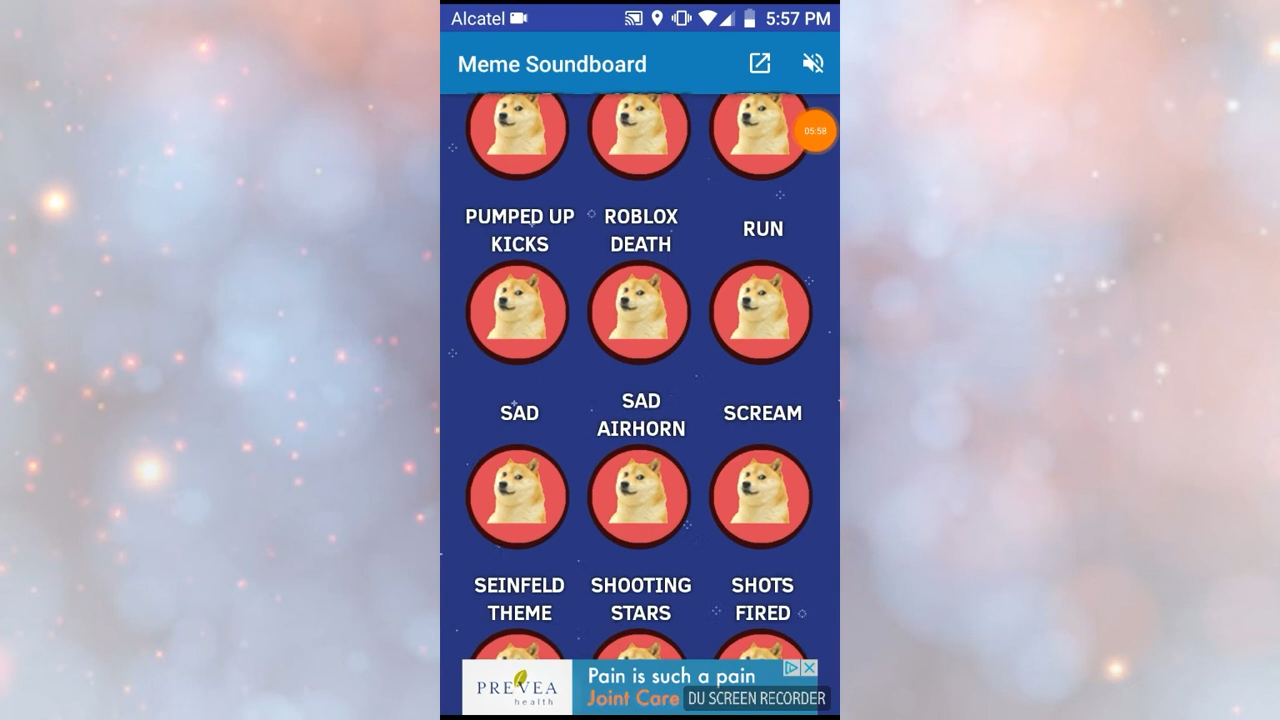 Alcatel 5:57 PM
Meme Soundboard
05:58
PUMPED UP
KICKS
ROBLOX
DEATH
RUN
SAD
SAD
AIRHORN
SCREAM
SEINFELD
THEME
SHOOTING
STARS
SHOTS
FIRED
PREVEA
health
Pain is such a pain
Joint Care
DU SCREEN RECORDER